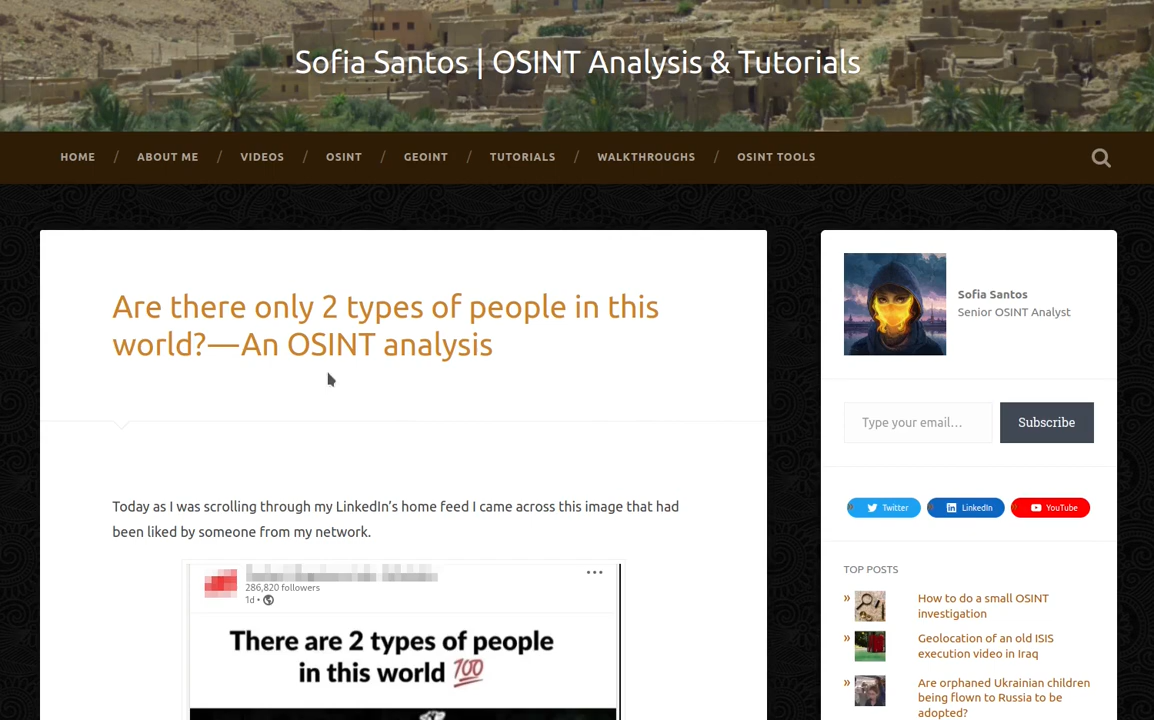 Sofia Santos | OSINT Analysis & Tutorials
HOME / ABOUT ME / VIDEOS / OSINT / GEOINT / TUTORIALS / WALKTHROUGHS / OSINT TOOLS
Are there only 2 types of people in this
world?—An OSINT analysis
Today as I was scrolling through my LinkedIn’s home feed I came across this image that had
been liked by someone from my network.
286,820 followers
1d •
There are 2 types of people
in this world 💯
Sofia Santos
Senior OSINT Analyst
Type your email…
Subscribe
Twitter
LinkedIn
YouTube
TOP POSTS
» How to do a small OSINT
investigation
» Geolocation of an old ISIS
execution video in Iraq
» Are orphaned Ukrainian children
being flown to Russia to be
adopted?